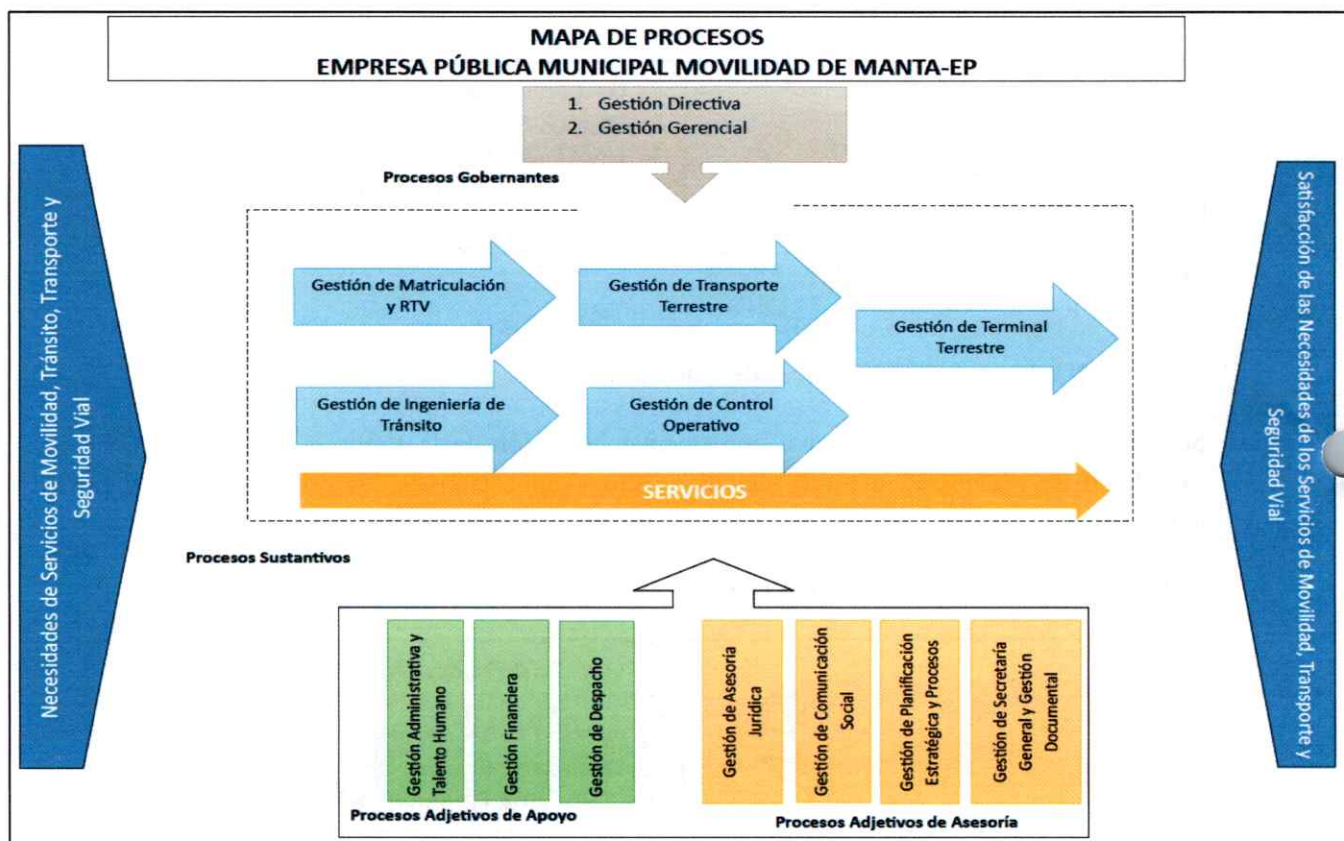 MAPA DE PROCESOS
EMPRESA PÚBLICA MUNICIPAL MOVILIDAD DE MANTA-EP
1. Gestión Directiva
2. Gestión Gerencial
Procesos Gobernantes
Necesidades de Servicios de Movilidad, Tránsito, Transporte y
Seguridad Vial
Gestión de Matriculación
y RTV
Gestión de Transporte
Terrestre
Gestión de Terminal
Terrestre
Gestión de Ingeniería de
Tránsito
Gestión de Control
Operativo
SERVICIOS
Satisfacción de las Necesidades de los Servicios de Movilidad, Transporte y
Seguridad Vial
Procesos Sustantivos
Gestión Administrativa y
Talento Humano
Gestión Financiera
Gestión de Despacho
Gestión de Asesoría
Jurídica
Gestión de Comunicación
Social
Gestión de Planificación
Estratégica y Procesos
Gestión de Secretaría
General y Gestión
Documental
Procesos Adjetivos de Apoyo
Procesos Adjetivos de Asesoría